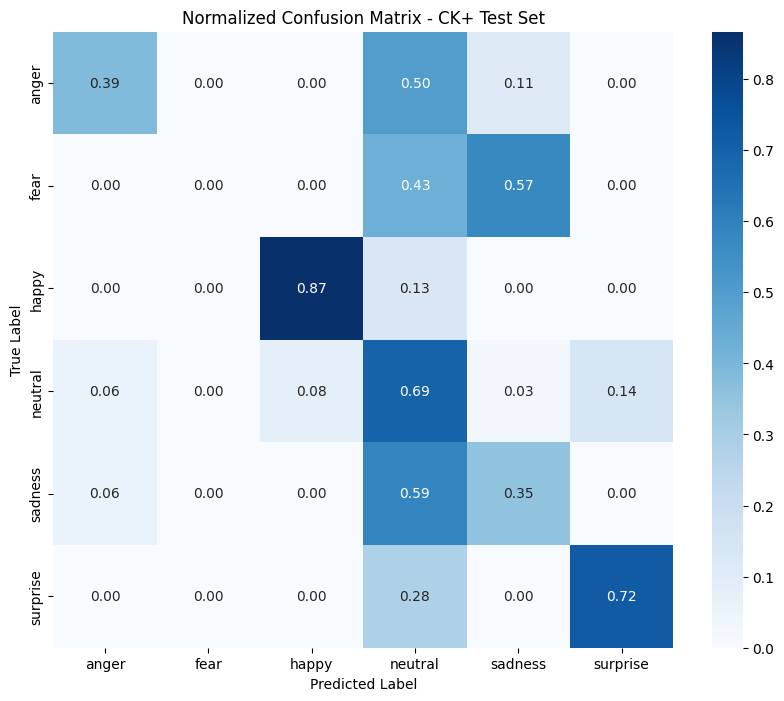 Normalized Confusion Matrix - CK+ Test Set
True Label
anger
0.39 0.00 0.00 0.50 0.11 0.00
fear
0.00 0.00 0.00 0.43 0.57 0.00
happy
0.00 0.00 0.87 0.13 0.00 0.00
neutral
0.06 0.00 0.08 0.69 0.03 0.14
sadness
0.06 0.00 0.00 0.59 0.35 0.00
surprise
0.00 0.00 0.00 0.28 0.00 0.72
anger fear happy neutral sadness surprise
Predicted Label
0.8
0.7
0.6
0.5
0.4
0.3
0.2
0.1
0.0